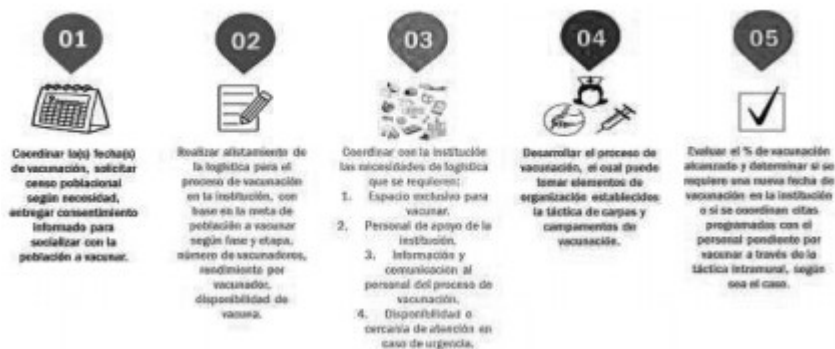 01
Coordinar la(s) fecha(s)
de vacunación, solicitar
censo poblacional
según necesidad,
entregar consentimiento
informado para
socializar con la
población a vacunar.
02
Realizar alistamiento de
la logística para el
proceso de vacunación
en la institución, con
base en la meta de
población a vacunar
según fase y etapa,
número de vacunadores,
rendimiento por
vacunador,
disponibilidad de
vacuna.
03
Coordinar con la institución
las necesidades de logística
que se requieren:
1. Espacio exclusivo para
vacunar.
2. Personal de apoyo de la
institución.
3. Información y
comunicación al
personal del proceso de
vacunación.
4. Disponibilidad o
cercanía de atención en
caso de urgencia.
04
Desarrollar el proceso de
vacunación, el cual puede
tomar elementos de
organización establecidos
la táctica de carpas y
campamentos de
vacunación.
05
Evaluar el % de vacunación
alcanzado y determinar si se
requiere una nueva fecha de
vacunación en la institución
o si se coordinan citas
programadas con el
personal pendiente por
vacunar a través de la
táctica intramural, según
sea el caso.